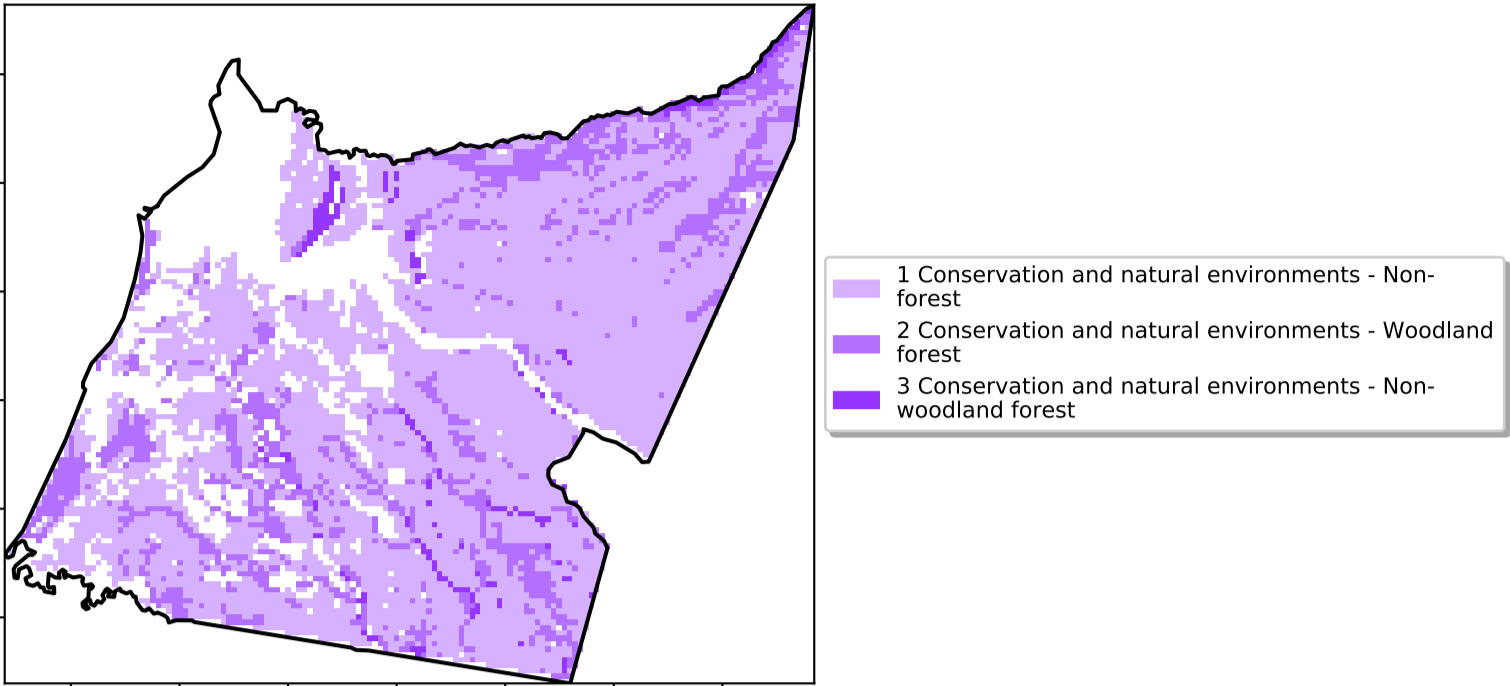 1 Conservation and natural environments - Non-
forest
2 Conservation and natural environments - Woodland
forest
3 Conservation and natural environments - Non-
woodland forest